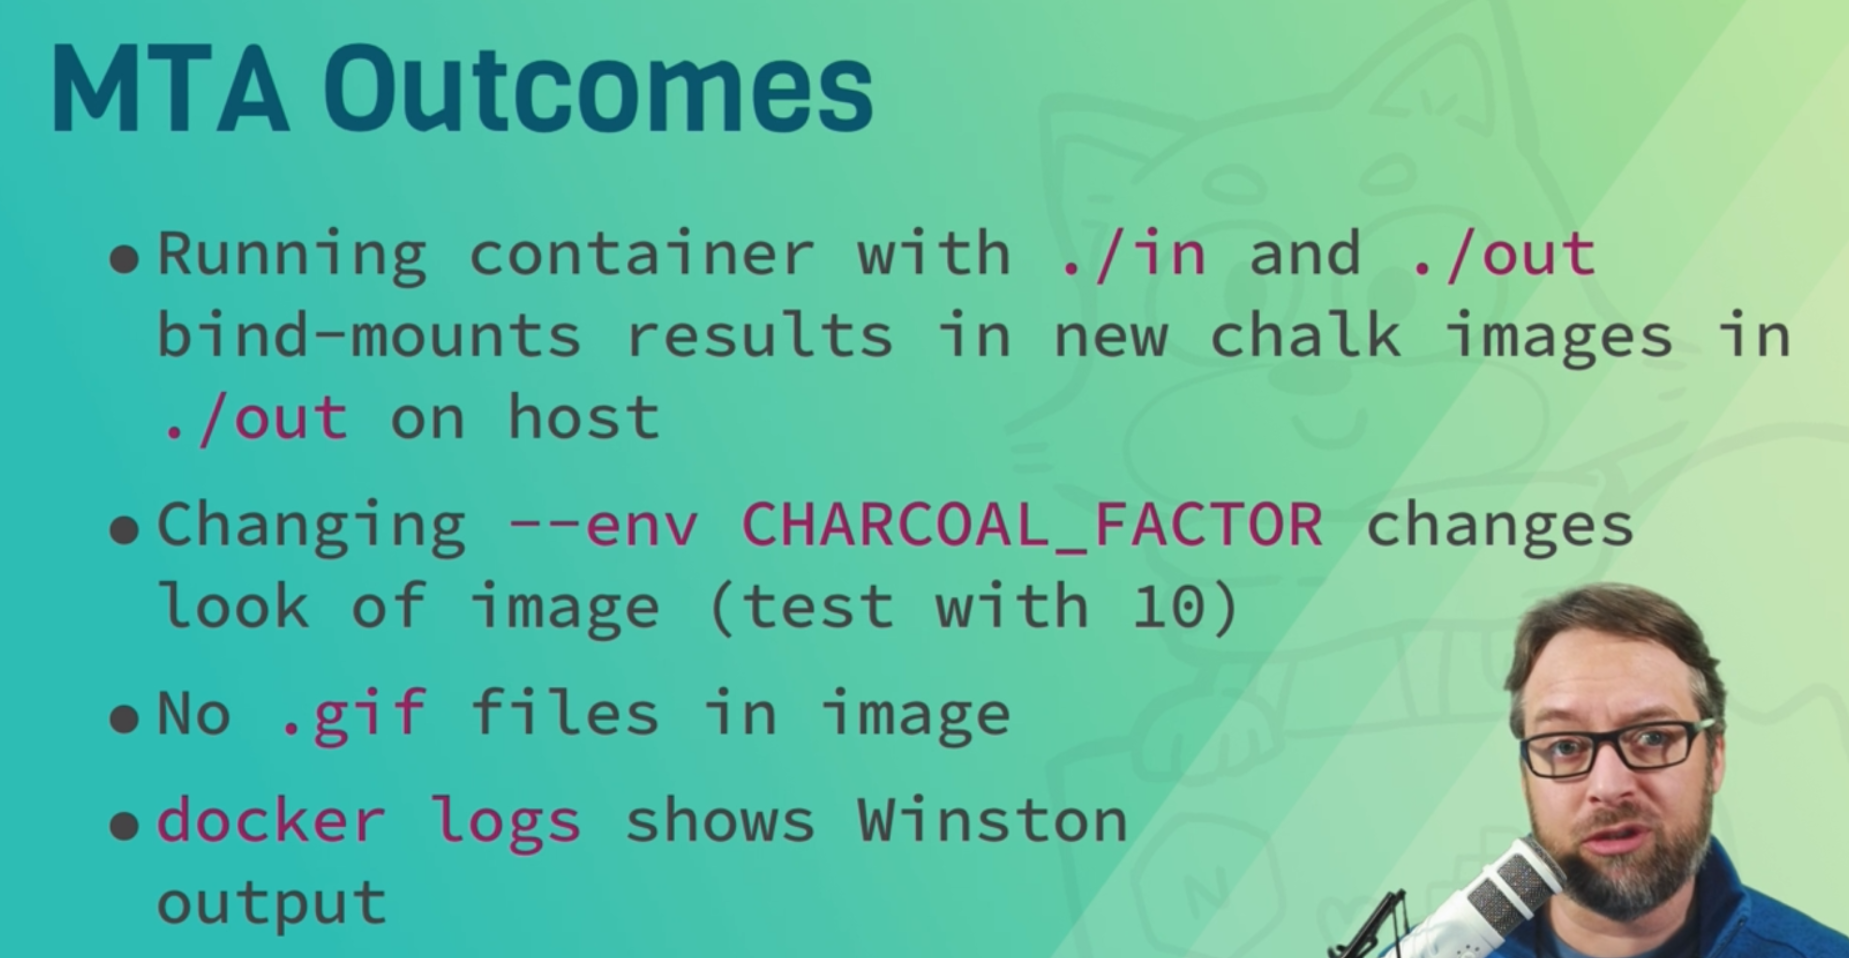 MTA Outcomes
• Running container with ./in and ./out
bind-mounts results in new chalk images in
./out on host
• Changing --env CHARCOAL_FACTOR changes
look of image (test with 10)
• No .gif files in image
• docker logs shows Winston
output
N